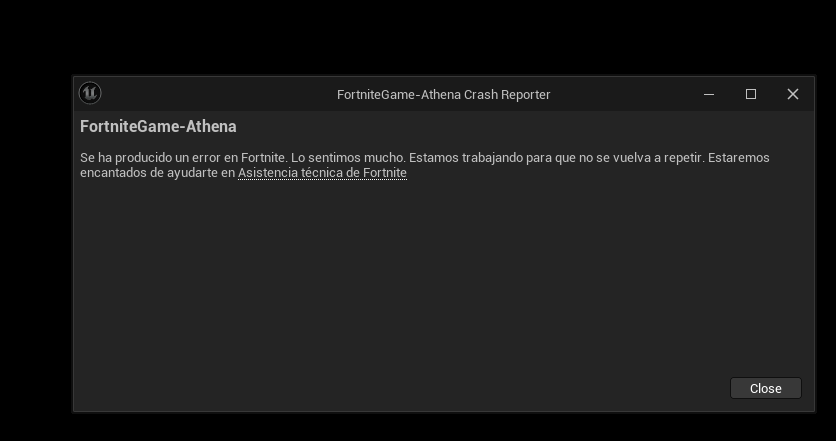 FortniteGame-Athena Crash Reporter
FortniteGame-Athena
Se ha producido un error en Fortnite. Lo sentimos mucho. Estamos trabajando para que no se vuelva a repetir. Estaremos
encantados de ayudarte en Asistencia técnica de Fortnite
Close